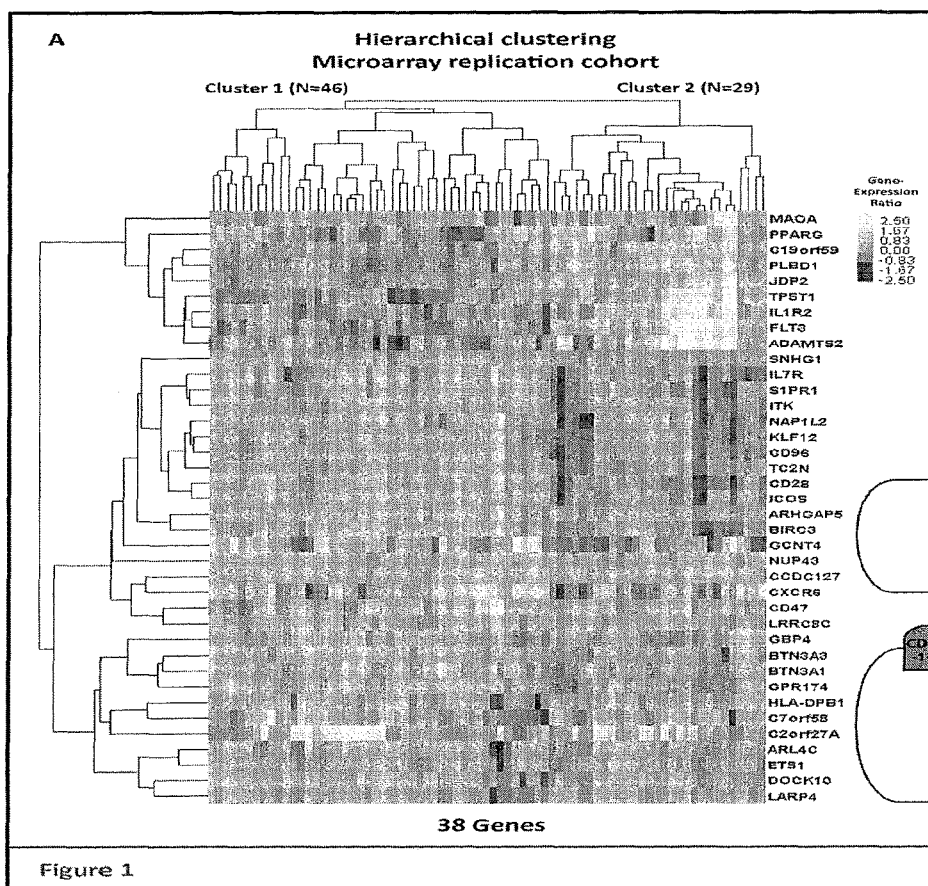 A
Hierarchical clustering
Microarray replication cohort
Cluster 1 (N=46)
Cluster 2 (N=29)
Gene-
Expression
Ratio
2.50
1.67
0.83
0.00
-0.83
-1.67
-2.50
MAOA
PPARG
C19orf59
PLBD1
JDP2
TPST1
IL1R2
FLT3
ADAMTS2
SNHG1
IL7R
S1PR1
ITK
NAP1L2
KLF12
CD96
TC2N
CD28
ICOS
ARHGAP5
BIRC3
GCNT4
NUP43
CCDC127
CXCR6
CD47
LRRC8C
GBP4
BTN3A3
BTN3A1
GPR174
HLA-DPB1
C7orf58
C2orf27A
ARL4C
ETS1
DOCK10
LARP4
CD
-1
38 Genes
Figure 1